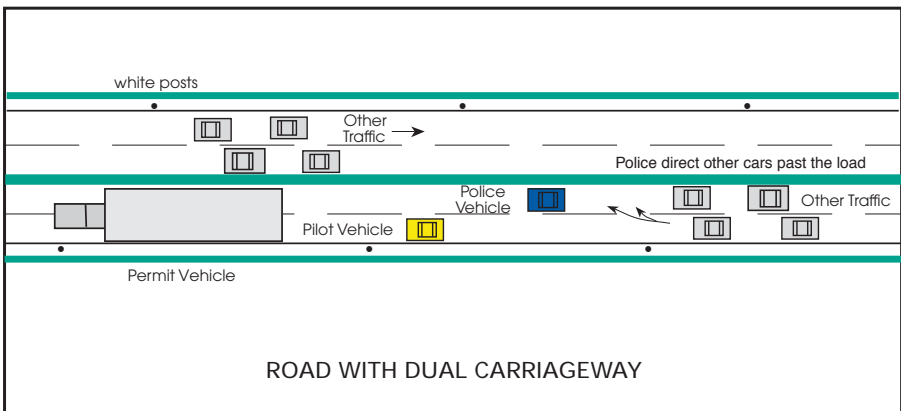 white posts
Other
Traffic
Police direct other cars past the load
Police
Vehicle
Other Traffic
Pilot Vehicle
Permit Vehicle
ROAD WITH DUAL CARRIAGEWAY